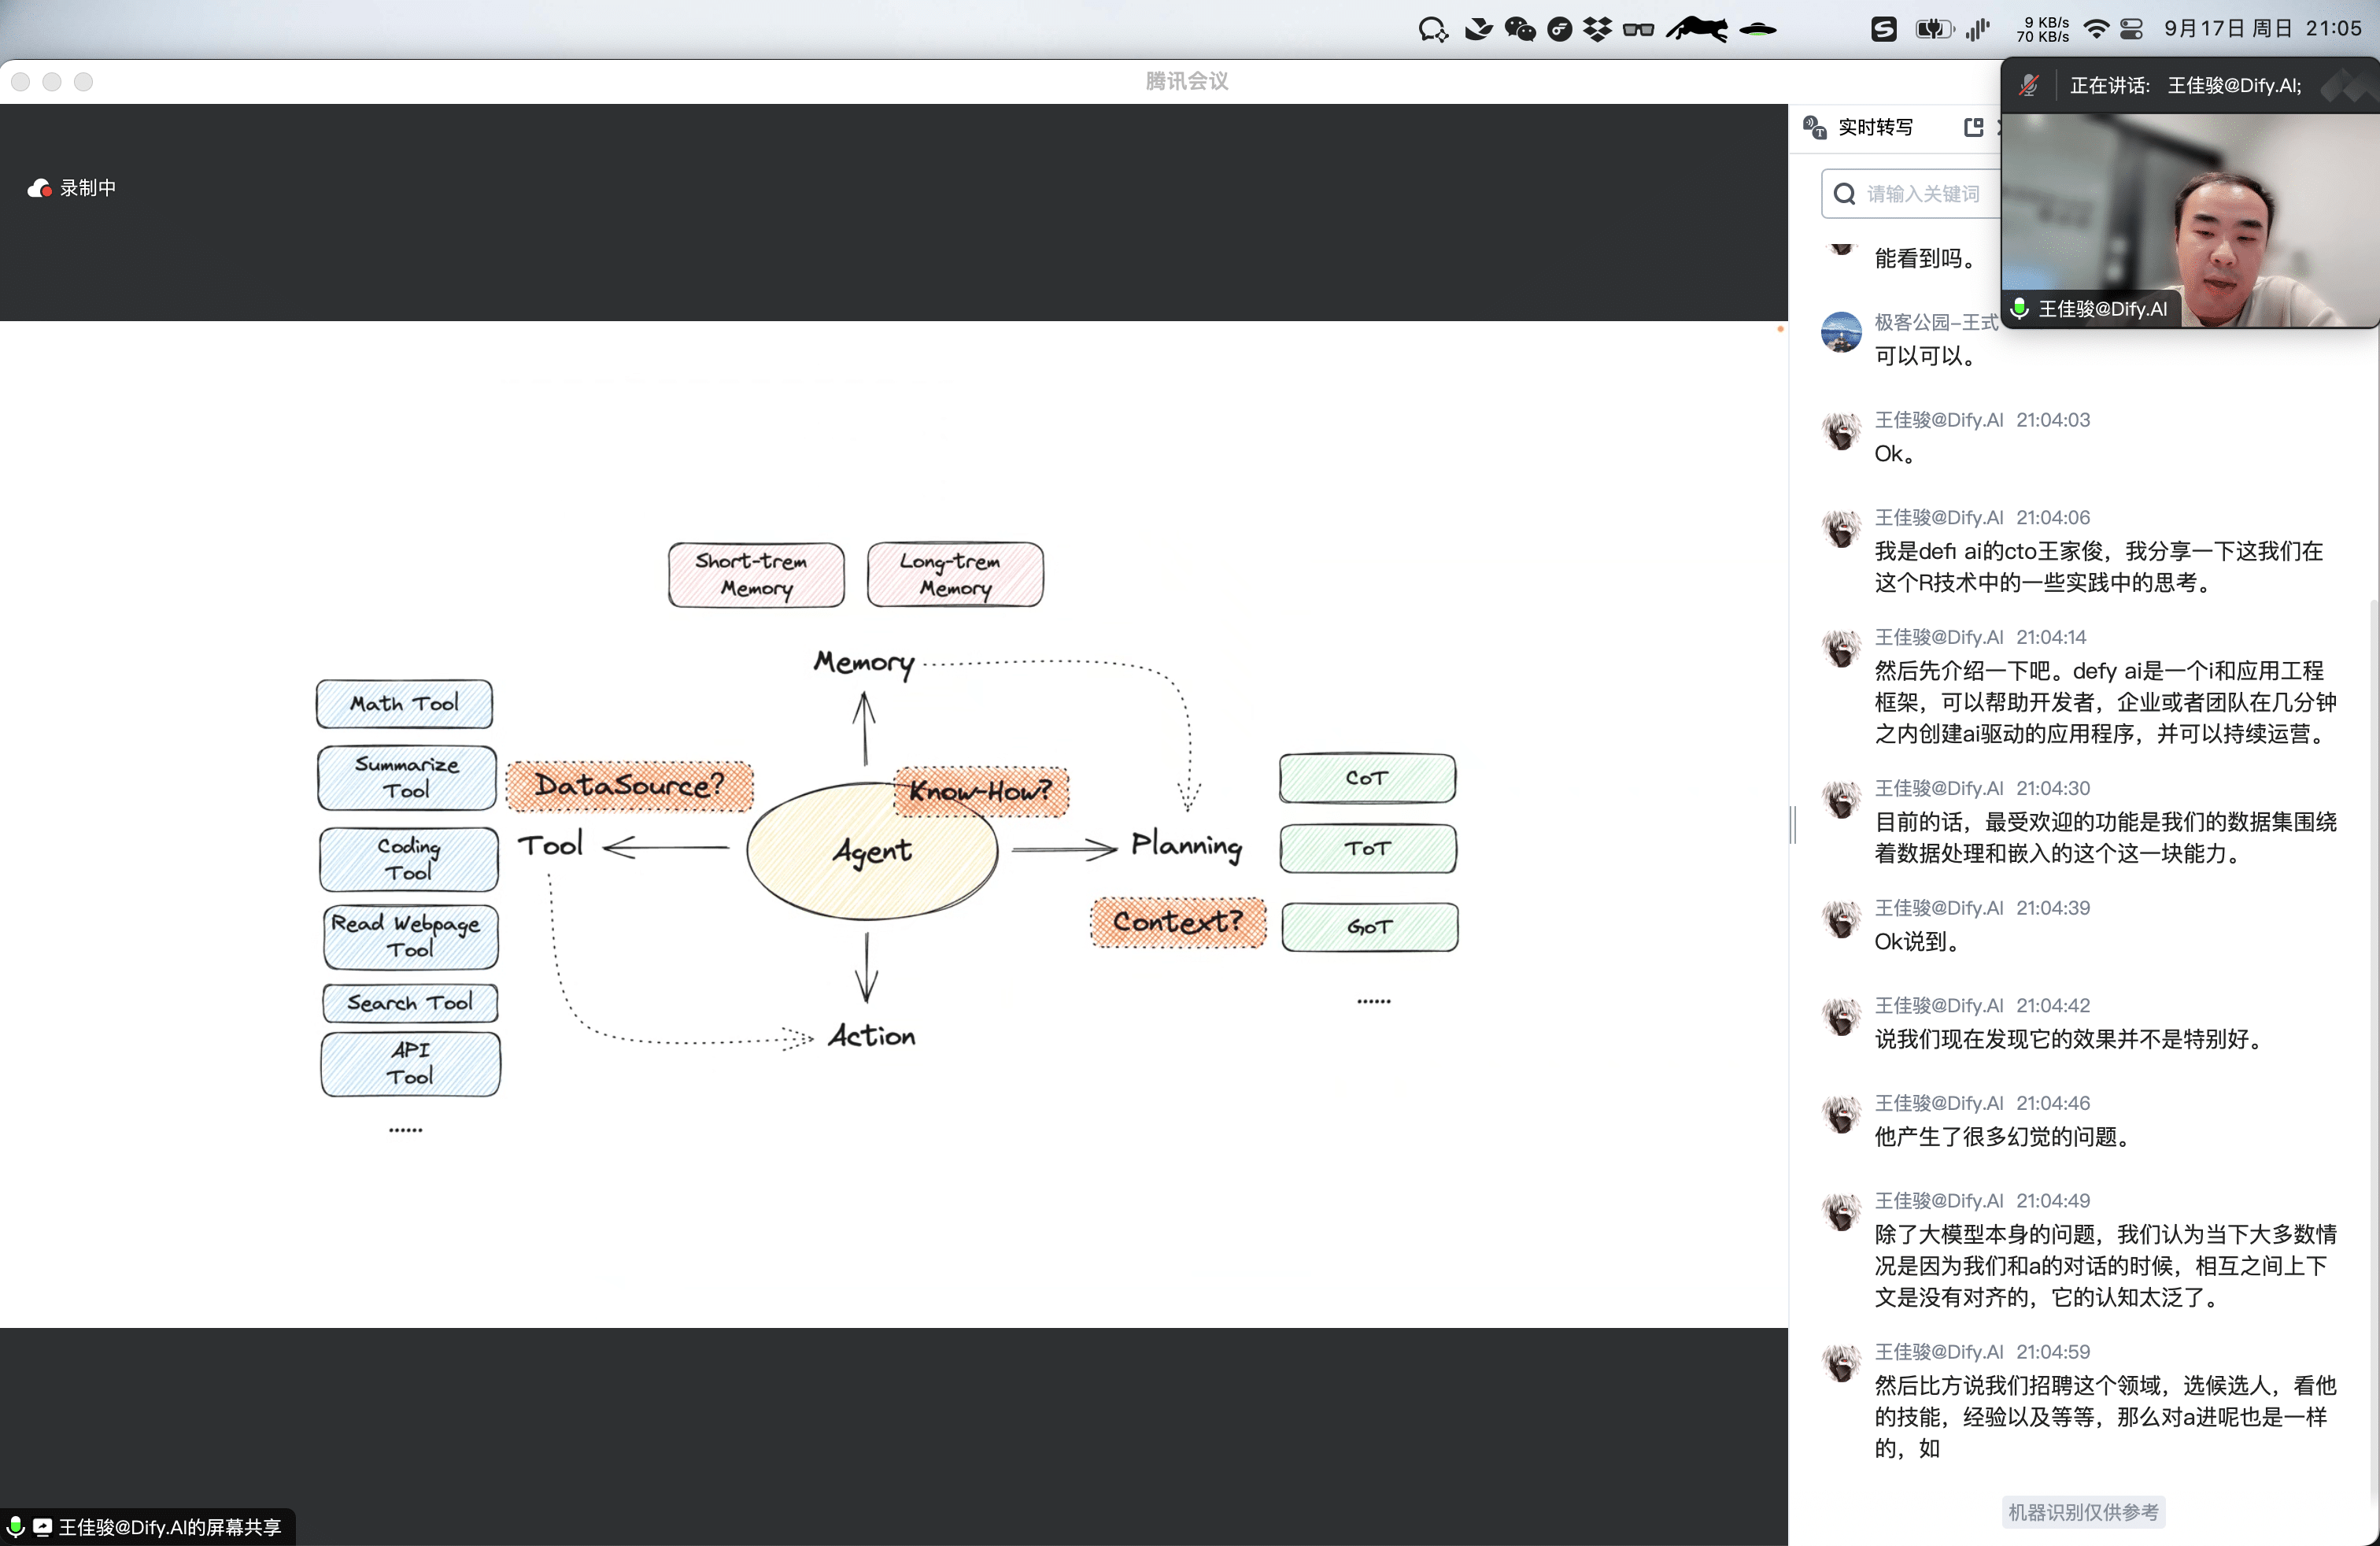 9 KB/s
70 KB/s
9月17日 周日 21:05
腾讯会议
正在讲话: 王佳骏@Dify.AI;
王佳骏@Dify.AI
录制中
Short-trem
Memory
Long-trem
Memory
Memory
Math Tool
Summarize
Tool
DataSource?
Know-How?
CoT
Coding
Tool
Tool
Agent
Planning
ToT
Read Webpage
Tool
Context?
GoT
Search Tool
......
Action
API
Tool
......
王佳骏@Dify.AI的屏幕共享
实时转写
请输入关键词
能看到吗。
极客公园-王式
可以可以。
王佳骏@Dify.AI 21:04:03
Ok。
王佳骏@Dify.AI 21:04:06
我是defi ai的cto王家俊，我分享一下这我们在
这个R技术中的一些实践中的思考。
王佳骏@Dify.AI 21:04:14
然后先介绍一下吧。defy ai是一个i和应用工程
框架，可以帮助开发者，企业或者团队在几分钟
之内创建ai驱动的应用程序，并可以持续运营。
王佳骏@Dify.AI 21:04:30
目前的话，最受欢迎的功能是我们的数据集围绕
着数据处理和嵌入的这个这一块能力。
王佳骏@Dify.AI 21:04:39
Ok说到。
王佳骏@Dify.AI 21:04:42
说我们现在发现它的效果并不是特别好。
王佳骏@Dify.AI 21:04:46
他产生了很多幻觉的问题。
王佳骏@Dify.AI 21:04:49
除了大模型本身的问题，我们认为当下大多数情
况是因为我们和a的对话的时候，相互之间上下
文是没有对齐的，它的认知太泛了。
王佳骏@Dify.AI 21:04:59
然后比方说我们招聘这个领域，选候选人，看他
的技能，经验以及等等，那么对a进呢也是一样
的，如
机器识别仅供参考